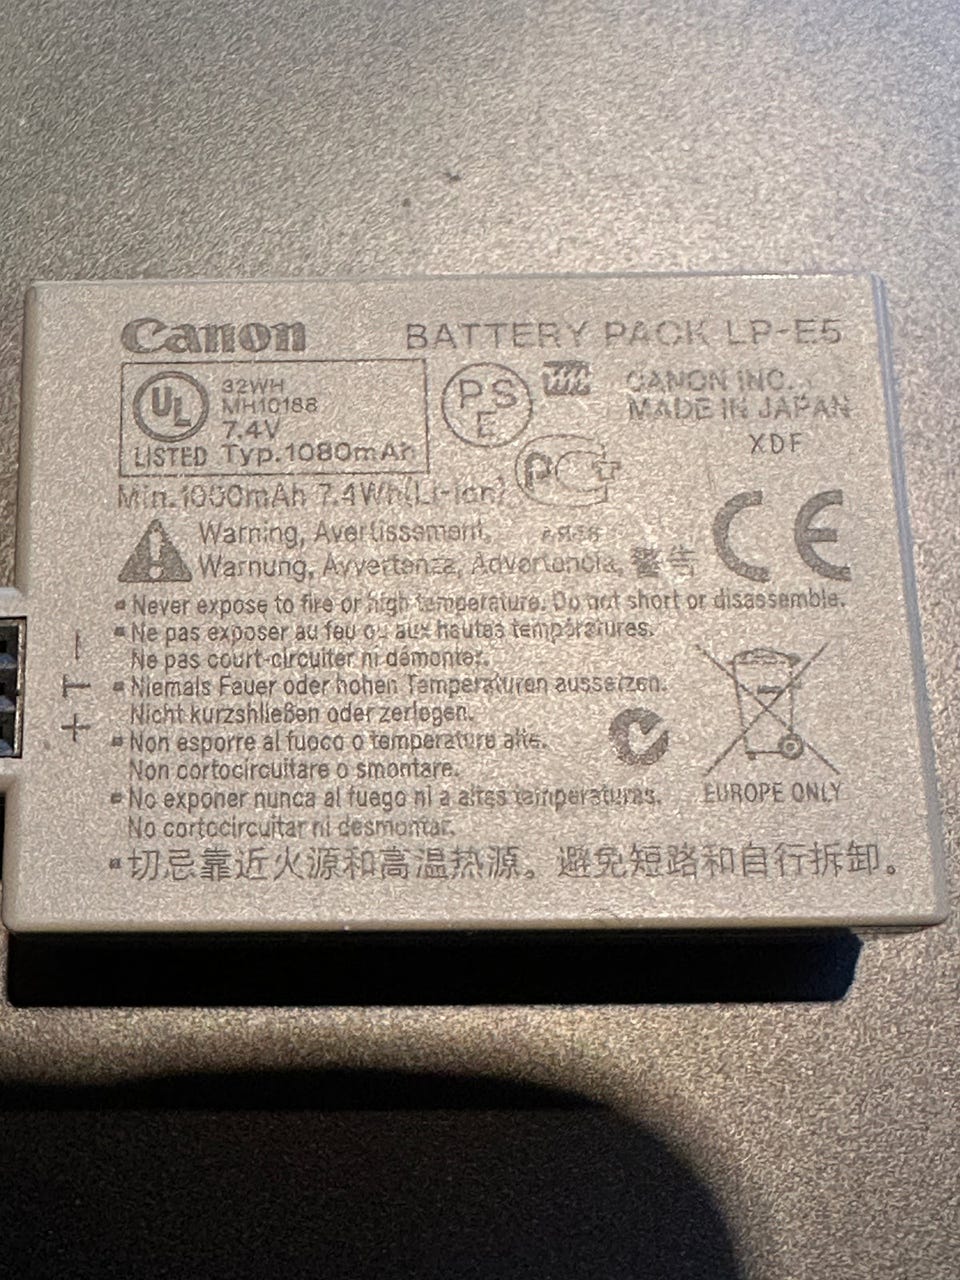 Canon
BATTERY PACK LP-E5
UL
32WH
MH10188
7.4V
LISTED Typ.1080mAh
PS
E
CANON INC.
MADE IN JAPAN
XDF
Min.1000mAh 7.4Wh(Li-ion)
Warning, Avertissement,
Warnung, Avvertenza, Advertencia, 警告
CE
▪Never expose to fire or high temperature. Do not short or disassemble.
▪Ne pas exposer au feu ou aux hautes températures.
Ne pas court-circuiter ni démonter.
▪Niemals Feuer oder hohen Temperaturen aussetzen.
Nicht kurzshließen oder zerlegen.
▪Non esporre al fuoco o temperature alte.
Non cortocircuitare o smontare.
▪No exponer nunca al fuego ni a altas temperaturas.
No cortocircuitar ni desmontar.
▪切忌靠近火源和高温热源。避免短路和自行拆卸。
EUROPE ONLY
− T +